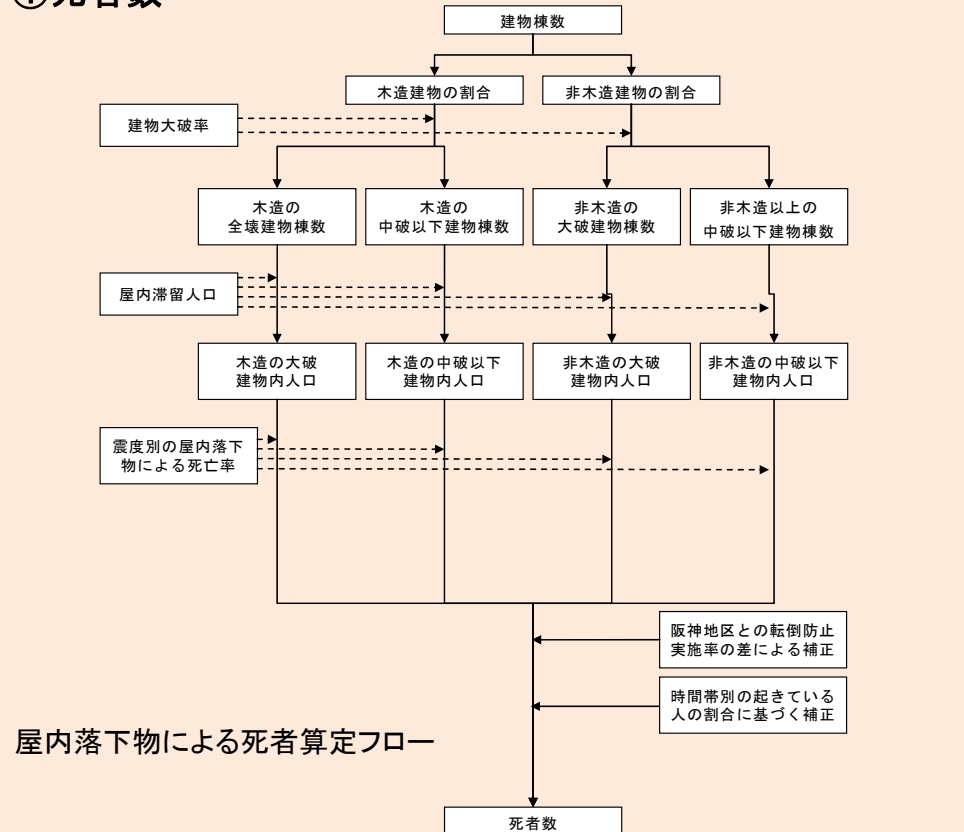 ①死者数
建物棟数
木造建物の割合
非木造建物の割合
建物大破率
木造の
全壊建物棟数
木造の
中破以下建物棟数
非木造の
大破建物棟数
非木造以上の
中破以下建物棟数
屋内滞留人口
木造の大破
建物内人口
木造の中破以下
建物内人口
非木造の大破
建物内人口
非木造の中破以下
建物内人口
震度別の屋内落下
物による死亡率
阪神地区との転倒防止
実施率の差による補正
時間帯別の起きている
人の割合に基づく補正
屋内落下物による死者算定フロー
死者数